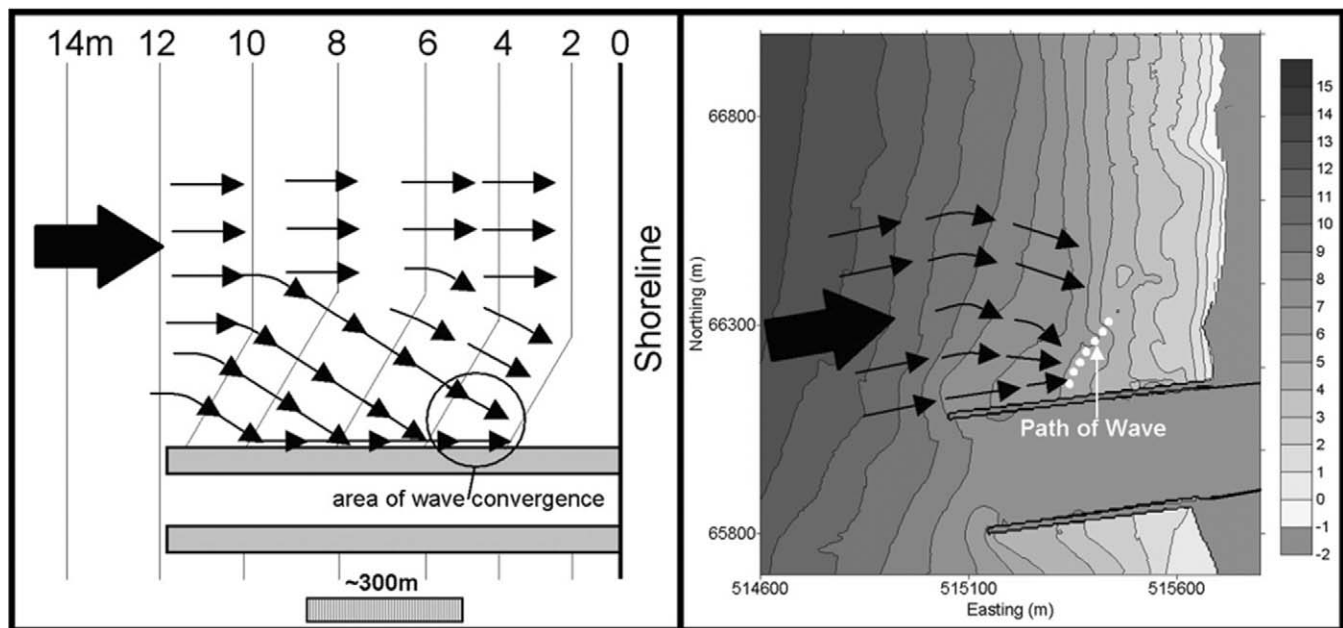 14m 12 10 8 6 4 2 0
Shoreline
area of wave convergence
~300m
66800
66300
65800
Northing (m)
514600 515100 515600
Easting (m)
Path of Wave
15
14
13
12
11
10
9
8
7
6
5
4
3
2
1
0
-1
-2